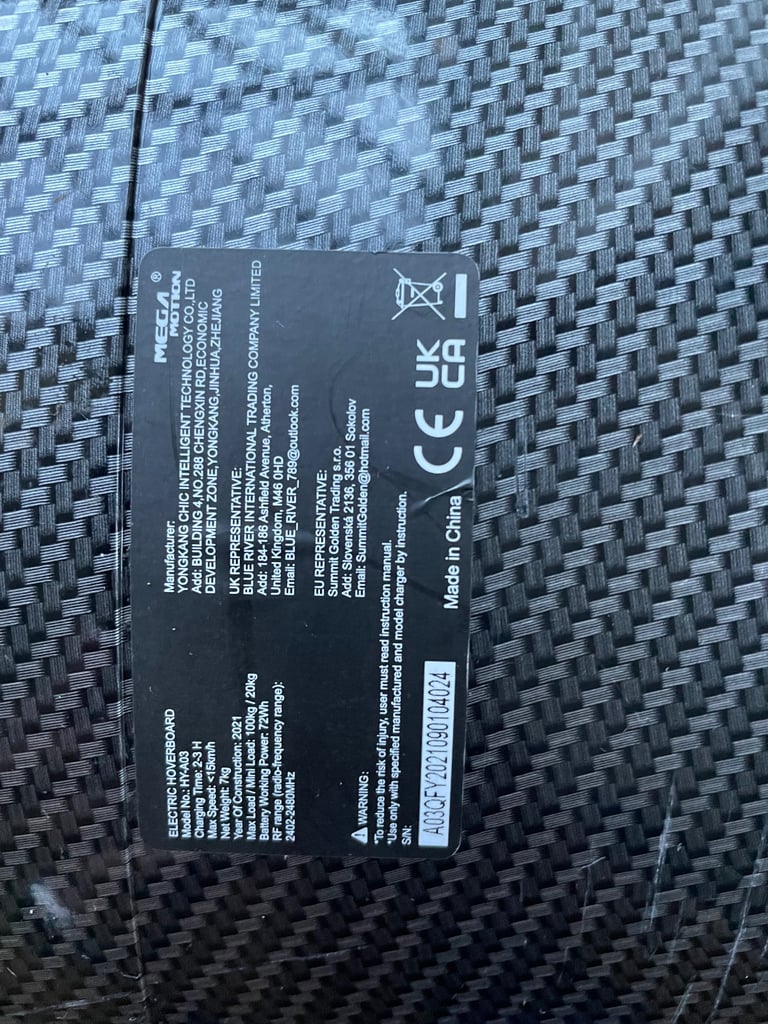 ELECTRIC HOVERBOARD
Model No.: HY-A03
Charging Time: 2-3 H
Max Speed: <15km/h
Net Weight: 7kg
Year Of Construction: 2021
Max Load / Mini Load: 100kg / 20kg
Battery Working Power: 72Wh
RF range (radio-frequency range):
2402-2480MHz
MEGA ®
MOTION
Manufacturer:
YONGKANG CHIC INTELLIGENT TECHNOLOGY CO.,LTD
Add: BUILDING 4,NO.289 CHENGXIN RD,ECONOMIC
DEVELOPMENT ZONE,YONGKANG,JINHUA,ZHEJIANG
UK REPRESENTATIVE:
BLUE RIVER INTERNATIONAL TRADING COMPANY LIMITED
Add: 184-186 Ashfield Avenue, Atherton,
United Kingdom, M46 0HD
Email: BLUE_RIVER_789@outlook.com
EU REPRESENTATIVE:
Summit Golden Trading s.r.o.
Add: Slovenská 2136, 356 01 Sokolov
Email: SummitGolden@hotmail.com
WARNING:
*To reduce the risk of injury, user must read instruction manual.
*Use only with specified manufactured and model charger by instruction.
S/N:
A03QFY2021090104024
Made in China
CE
UK
CA